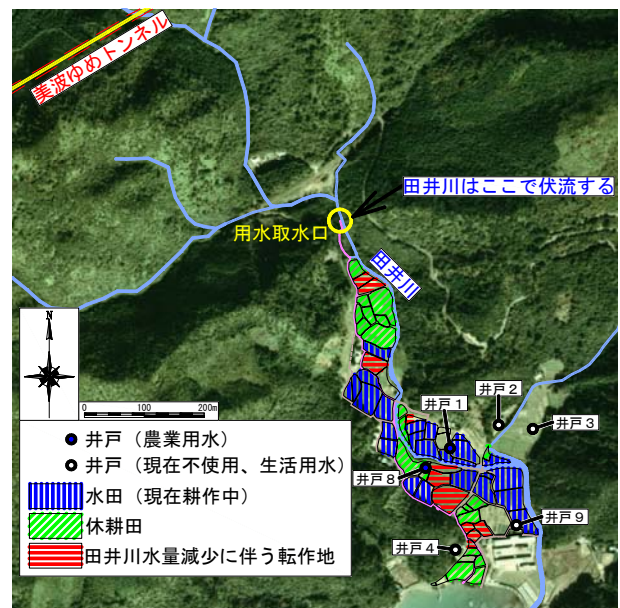 美波ゆめトンネル
田井川はここで伏流する
用水取水口
田井川
N
0 100 200m
井戸（農業用水）
井戸（現在不使用、生活用水）
水田（現在耕作中）
休耕田
田井川水量減少に伴う転作地
井戸1
井戸2
井戸3
井戸8
井戸9
井戸4